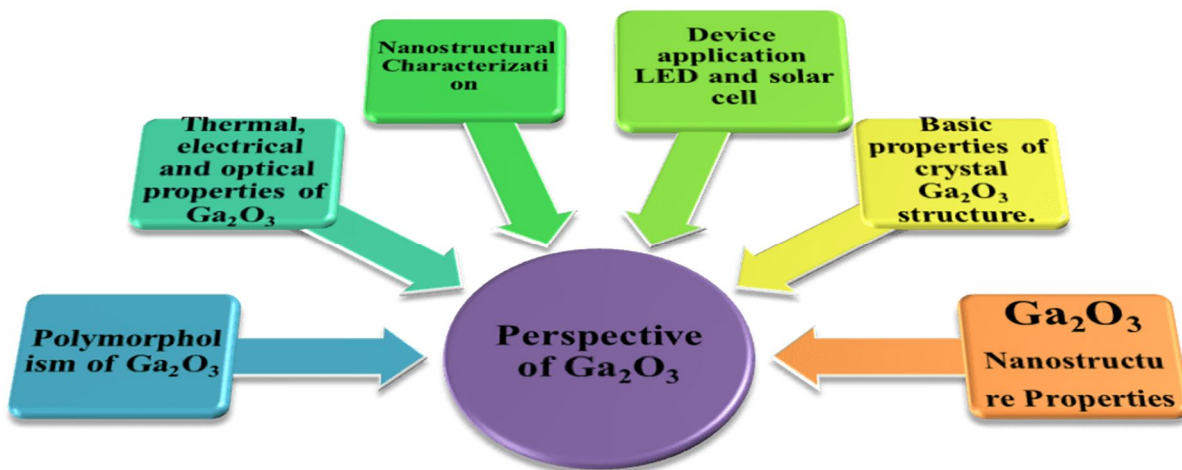 Nanostructural
Characterizati
on
Device
application
LED and solar
cell
Thermal,
electrical
and optical
properties of
Ga₂O₃
Basic
properties of
crystal
Ga₂O₃
structure.
Polymorphol
ism of Ga₂O₃
Perspective
of Ga₂O₃
Ga₂O₃
Nanostructu
re Properties